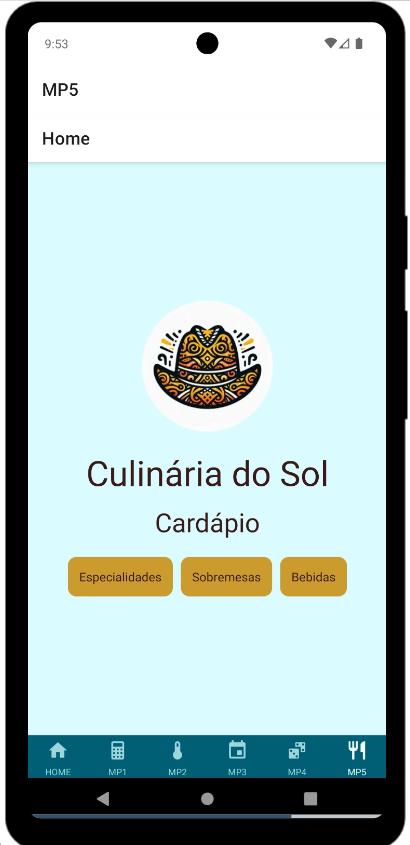 9:53
MP5
Home
Culinária do Sol
Cardápio
Especialidades Sobremesas Bebidas
HOME MP1 MP2 MP3 MP4 MP5